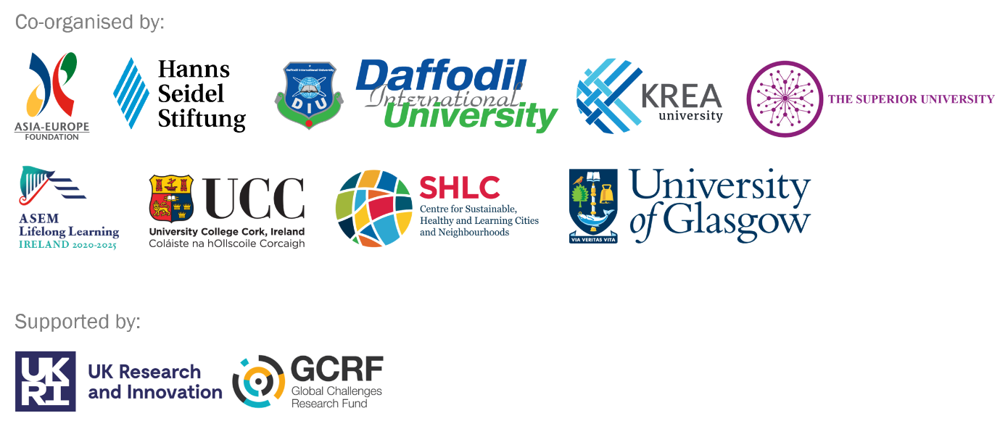 Co-organised by:
ASIA-EUROPE
FOUNDATION
Hanns
Seidel
Stiftung
Daffodil International University
DIU
Daffodil
International
University
KREA
university
THE SUPERIOR UNIVERSITY
ASEM
Lifelong Learning
IRELAND 2020-2025
UCC
University College Cork, Ireland
Coláiste na hOllscoile Corcaigh
SHLC
Centre for Sustainable,
Healthy and Learning Cities
and Neighbourhoods
VIA VERITAS VITA
University
of Glasgow
Supported by:
UK
RI
UK Research
and Innovation
GCRF
Global Challenges
Research Fund